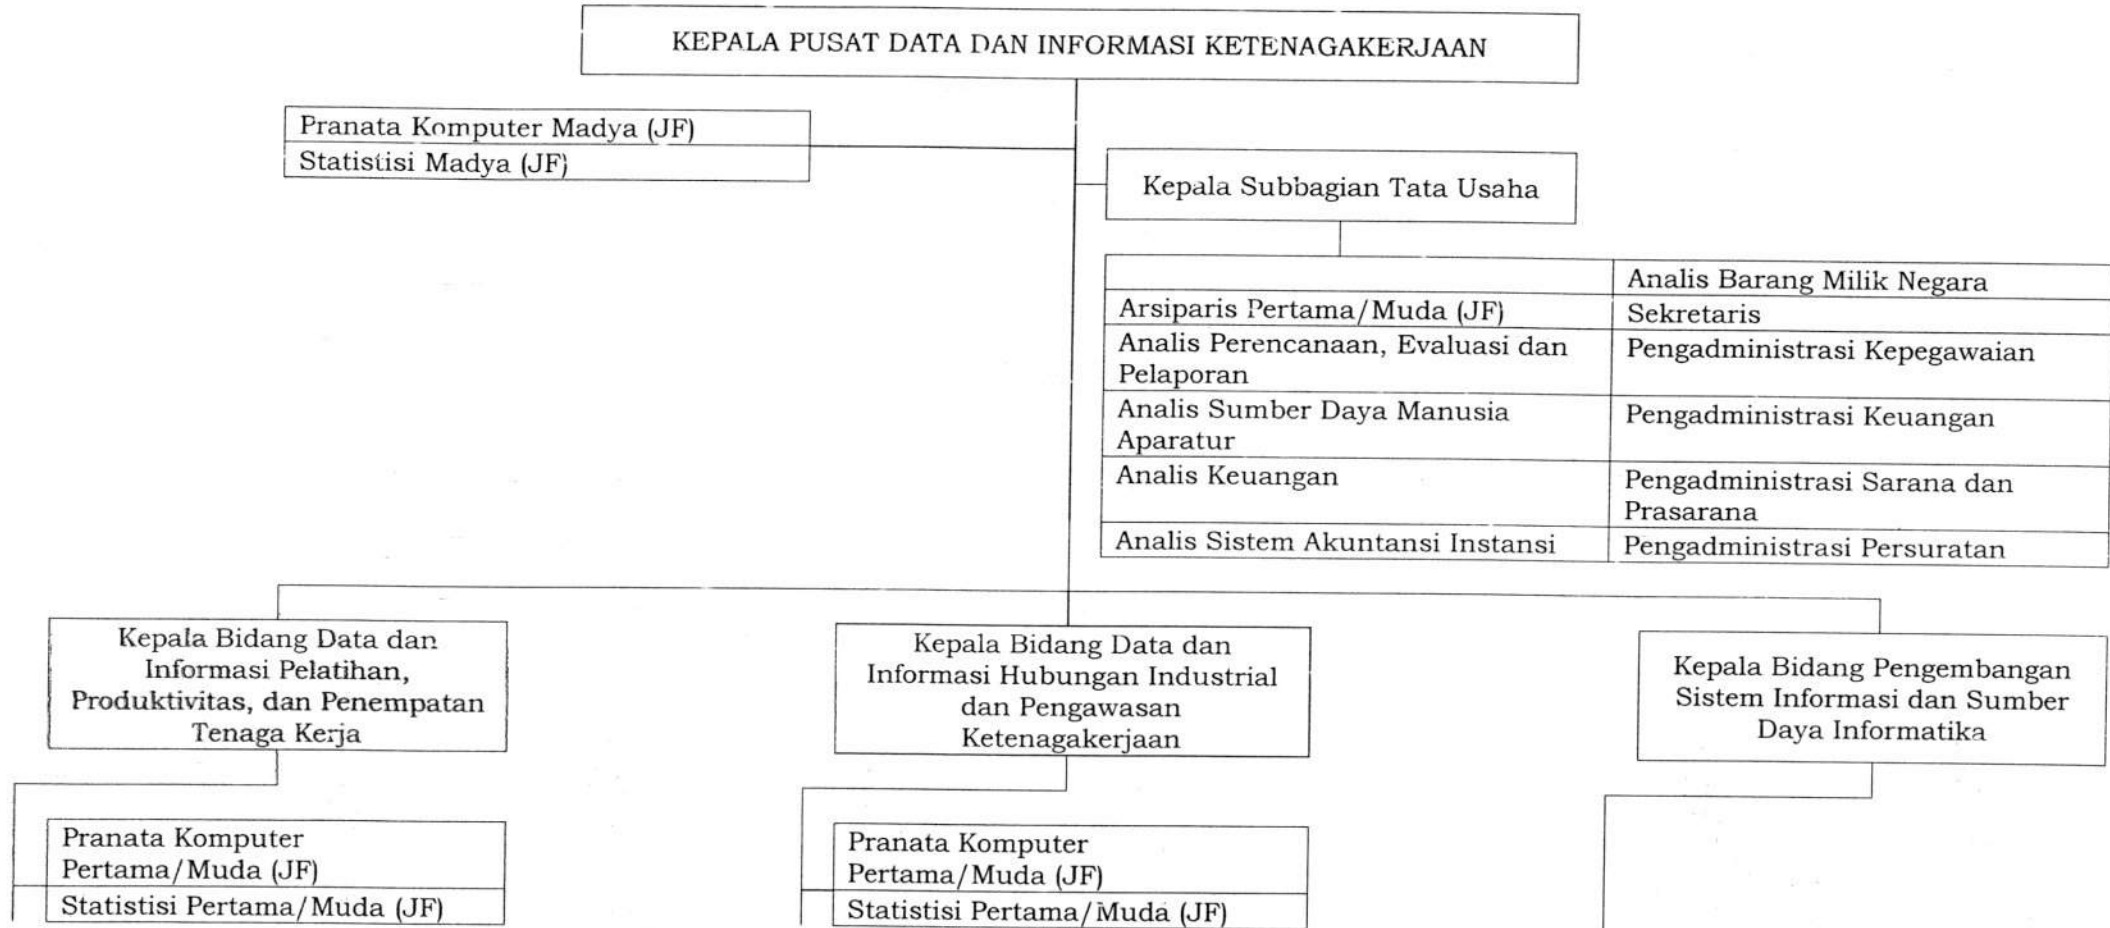 KEPALA PUSAT DATA DAN INFORMASI KETENAGAKERJAAN
Pranata Komputer Madya (JF)
Statistisi Madya (JF)
Kepala Subbagian Tata Usaha
Analis Barang Milik Negara
Arsiparis Pertama/Muda (JF)
Sekretaris
Analis Perencanaan, Evaluasi dan
Pelaporan
Pengadministrasi Kepegawaian
Analis Sumber Daya Manusia
Aparatur
Pengadministrasi Keuangan
Analis Keuangan
Pengadministrasi Sarana dan
Prasarana
Analis Sistem Akuntansi Instansi
Pengadministrasi Persuratan
Kepala Bidang Data dan
Informasi Pelatihan,
Produktivitas, dan Penempatan
Tenaga Kerja
Kepala Bidang Data dan
Informasi Hubungan Industrial
dan Pengawasan
Ketenagakerjaan
Kepala Bidang Pengembangan
Sistem Informasi dan Sumber
Daya Informatika
Pranata Komputer
Pertama/Muda (JF)
Statistisi Pertama/Muda (JF)
Pranata Komputer
Pertama/Muda (JF)
Statistisi Pertama/Muda (JF)